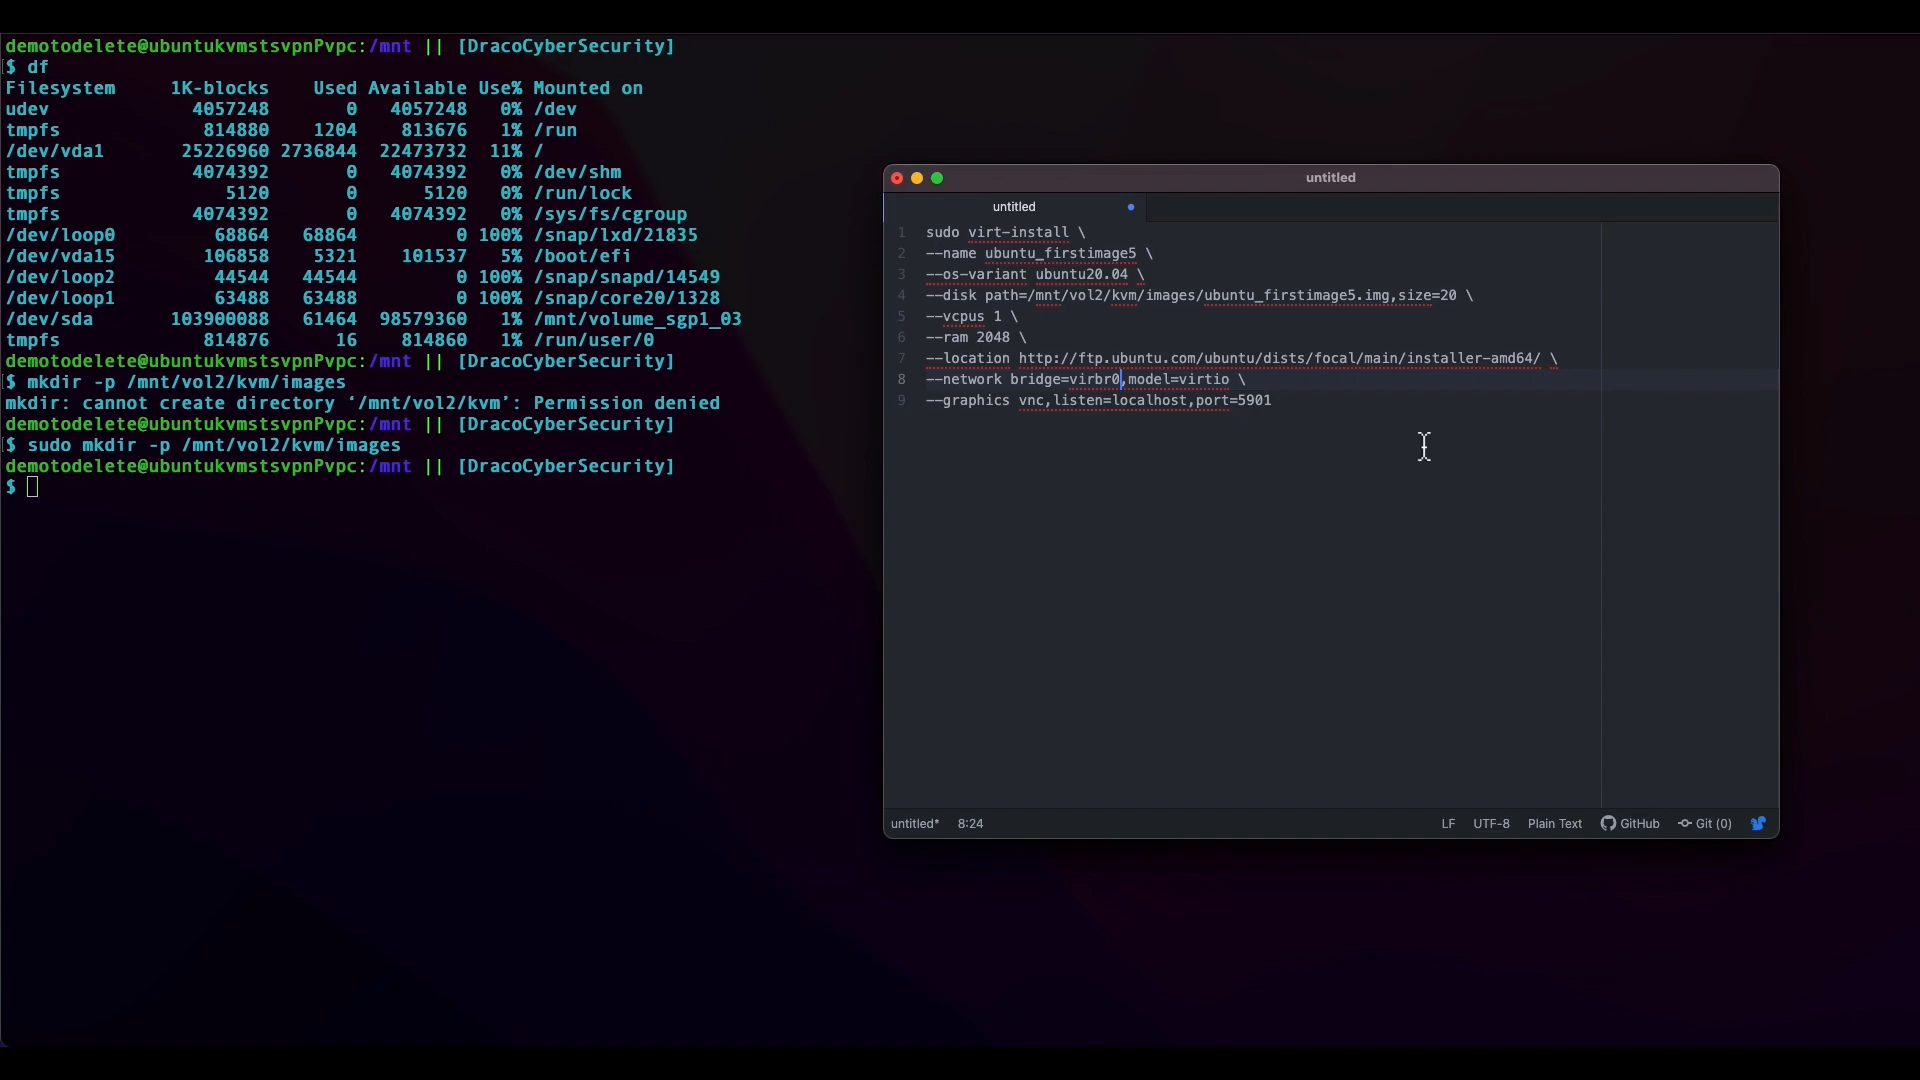 demotodelete@ubuntukvmstsvpnPvpc:/mnt || [DracoCyberSecurity]
$ df
Filesystem     1K-blocks    Used Available Use% Mounted on
udev             4057248       0   4057248   0% /dev
tmpfs             814880    1204    813676   1% /run
/dev/vda1       25226960 2736844  22473732  11% /
tmpfs            4074392       0   4074392   0% /dev/shm
tmpfs               5120       0      5120   0% /run/lock
tmpfs            4074392       0   4074392   0% /sys/fs/cgroup
/dev/loop0         68864   68864         0 100% /snap/lxd/21835
/dev/vda15        106858    5321    101537   5% /boot/efi
/dev/loop2         44544   44544         0 100% /snap/snapd/14549
/dev/loop1         63488   63488         0 100% /snap/core20/1328
/dev/sda       103900088   61464  98579360   1% /mnt/volume_sgp1_03
tmpfs             814876      16    814860   1% /run/user/0
demotodelete@ubuntukvmstsvpnPvpc:/mnt || [DracoCyberSecurity]
$ mkdir -p /mnt/vol2/kvm/images
mkdir: cannot create directory ‘/mnt/vol2/kvm’: Permission denied
demotodelete@ubuntukvmstsvpnPvpc:/mnt || [DracoCyberSecurity]
$ sudo mkdir -p /mnt/vol2/kvm/images
demotodelete@ubuntukvmstsvpnPvpc:/mnt || [DracoCyberSecurity]
$
untitled
untitled
1 sudo virt-install \
2 --name ubuntu_firstimage5 \
3 --os-variant ubuntu20.04 \
4 --disk path=/mnt/vol2/kvm/images/ubuntu_firstimage5.img,size=20 \
5 --vcpus 1 \
6 --ram 2048 \
7 --location http://ftp.ubuntu.com/ubuntu/dists/focal/main/installer-amd64/ \
8 --network bridge=virbr0,model=virtio \
9 --graphics vnc,listen=localhost,port=5901
untitled* 8:24 LF UTF-8 Plain Text GitHub Git (0)